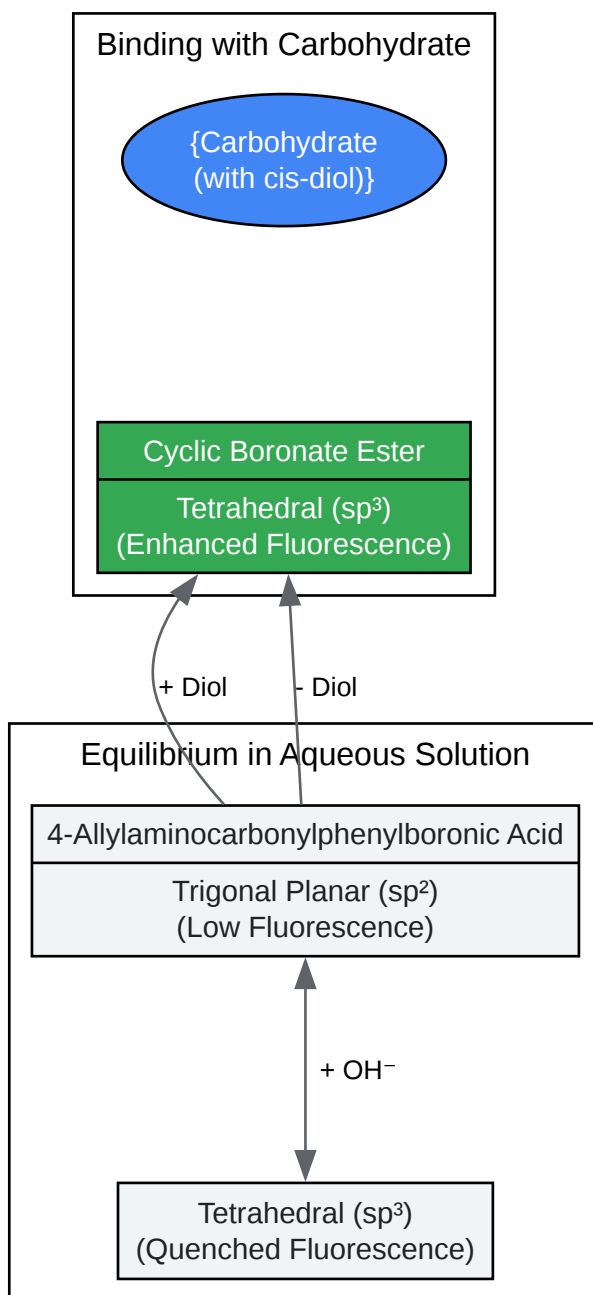 Binding with Carbohydrate
{Carbohydrate
(with cis-diol)}
Cyclic Boronate Ester
Tetrahedral (sp³)
(Enhanced Fluorescence)
+ Diol
- Diol
Equilibrium in Aqueous Solution
4-Allylaminocarbonylphenylboronic Acid
Trigonal Planar (sp²)
(Low Fluorescence)
+ OH⁻
Tetrahedral (sp³)
(Quenched Fluorescence)